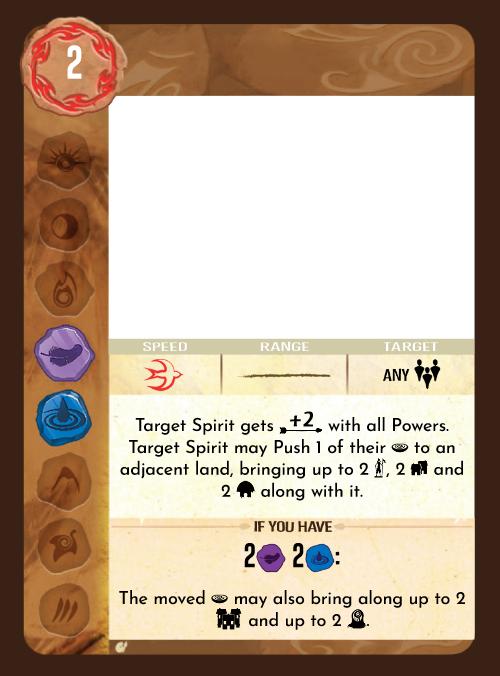 2
SPEED RANGE TARGET
ANY
Target Spirit gets +2 with all Powers.
Target Spirit may Push 1 of their to an
adjacent land, bringing up to 2 , 2 and
2 along with it.
IF YOU HAVE
2 2 :
The moved may also bring along up to 2
and up to 2 .